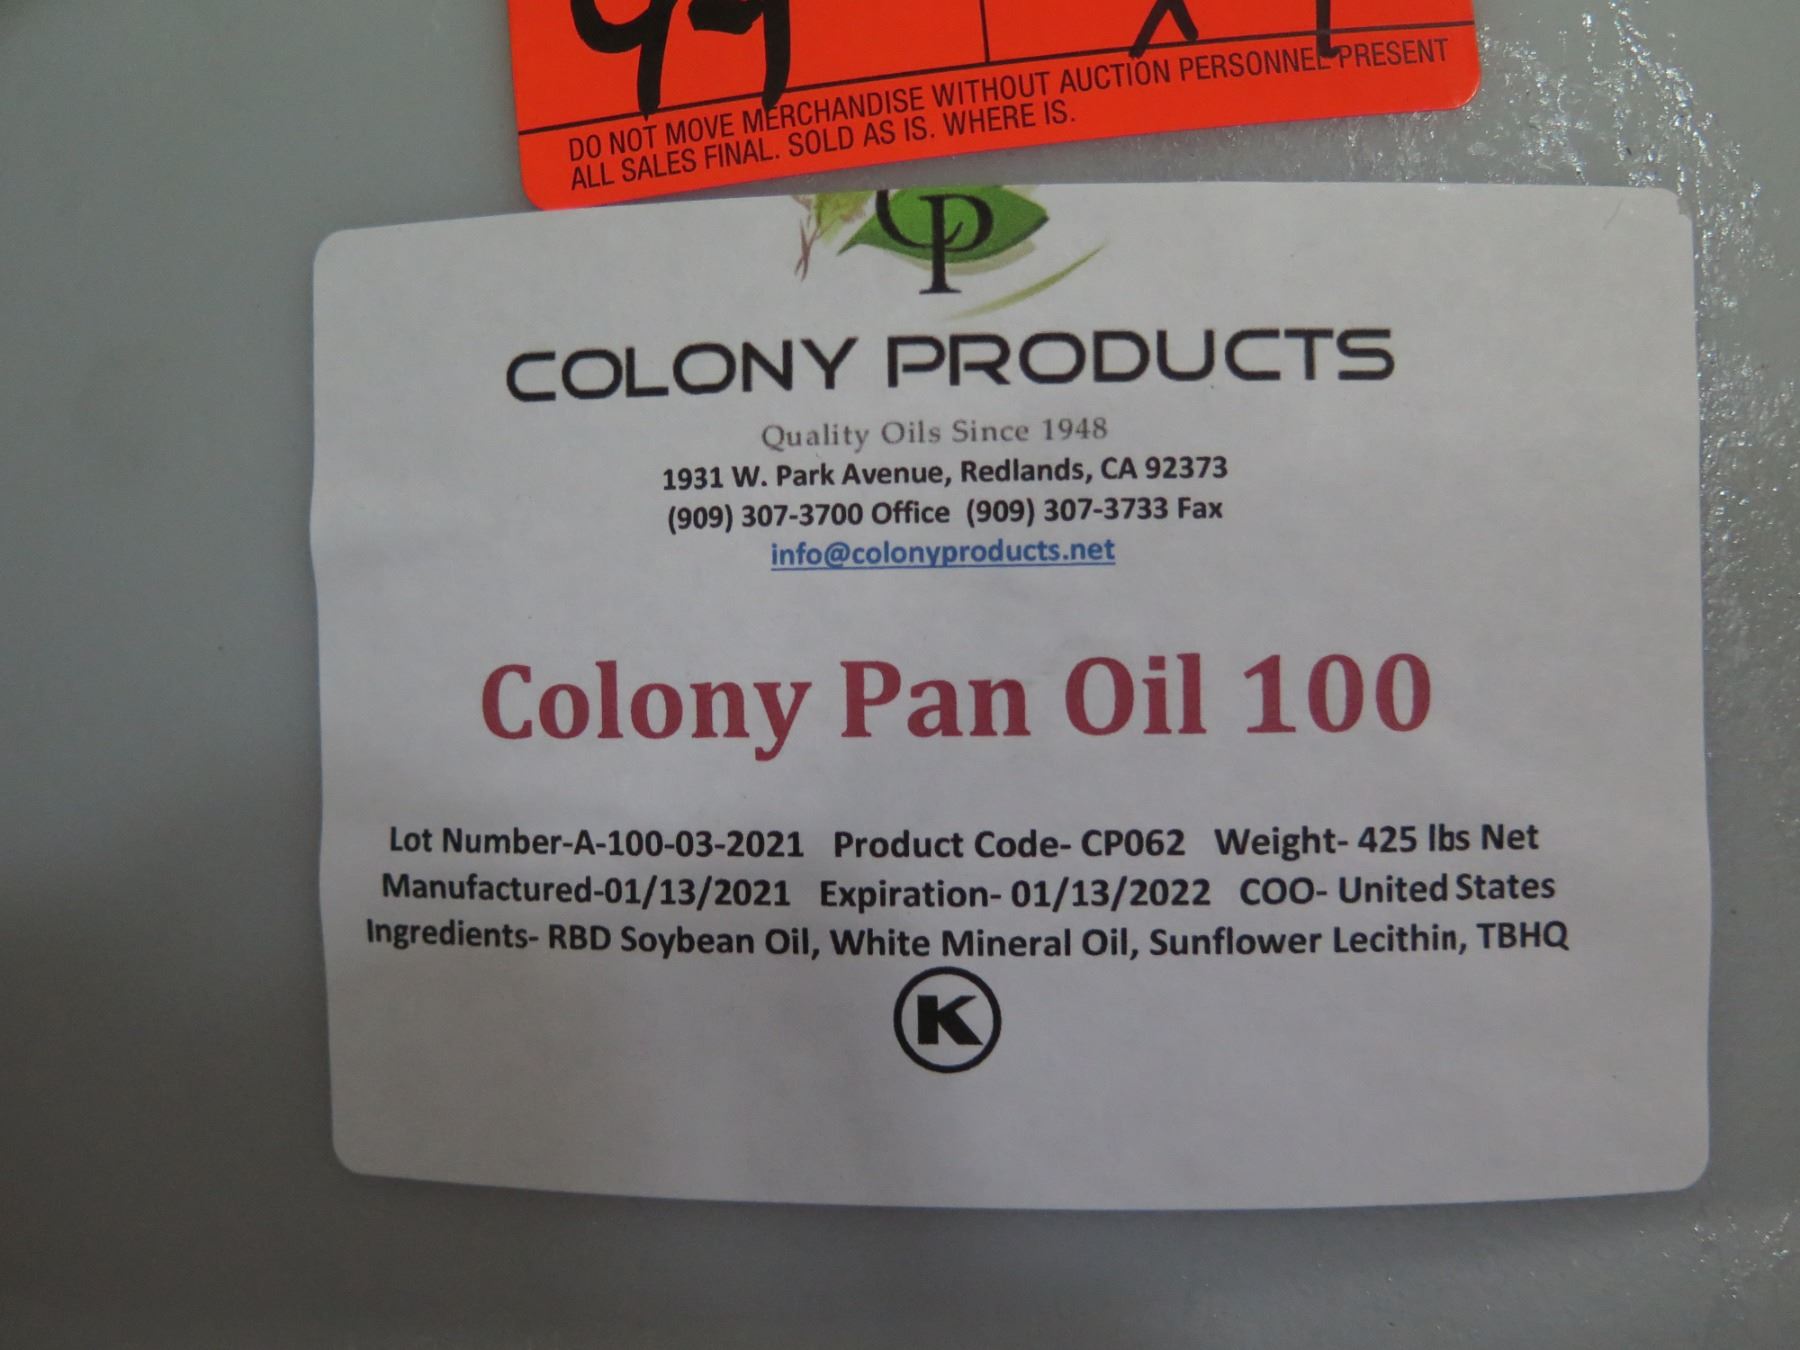 DO NOT MOVE MERCHANDISE WITHOUT AUCTION PERSONNEL PRESENT
ALL SALES FINAL. SOLD AS IS. WHERE IS.
CP
COLONY PRODUCTS
Quality Oils Since 1948
1931 W. Park Avenue, Redlands, CA 92373
(909) 307-3700 Office (909) 307-3733 Fax
info@colonyproducts.net
Colony Pan Oil 100
Lot Number-A-100-03-2021 Product Code- CP062 Weight- 425 lbs Net
Manufactured-01/13/2021 Expiration- 01/13/2022 COO- United States
Ingredients- RBD Soybean Oil, White Mineral Oil, Sunflower Lecithin, TBHQ
K